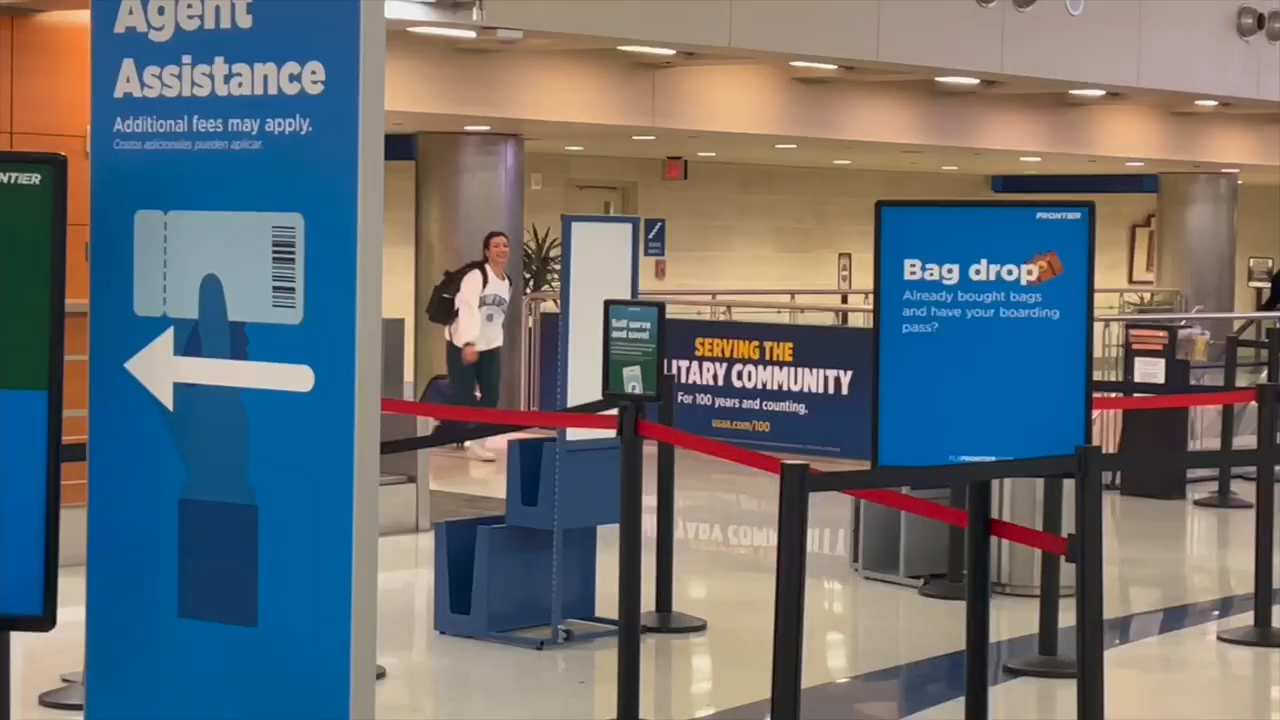 Agent
Assistance
Additional fees may apply.
Costos adicionales pueden aplicar.
NTIER
Self serve
and save!
SERVING THE
ITARY COMMUNITY
For 100 years and counting.
usaa.com/100
FRONTIER
Bag drop
Already bought bags
and have your boarding
pass?